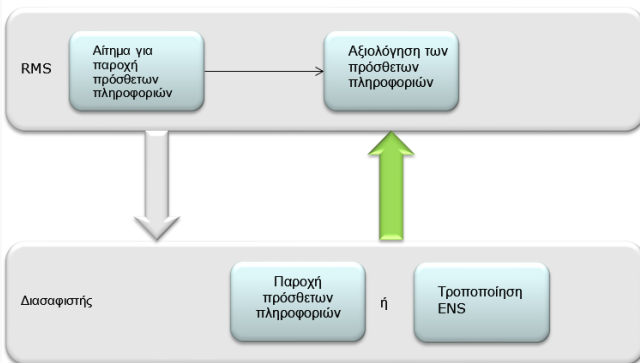 RMS
Αίτημα για
παροχή
πρόσθετων
πληροφοριών
Αξιολόγηση των
πρόσθετων
πληροφοριών
Διασαφιστής
Παροχή
πρόσθετων
πληροφοριών
ή
Τροποποίηση
ENS